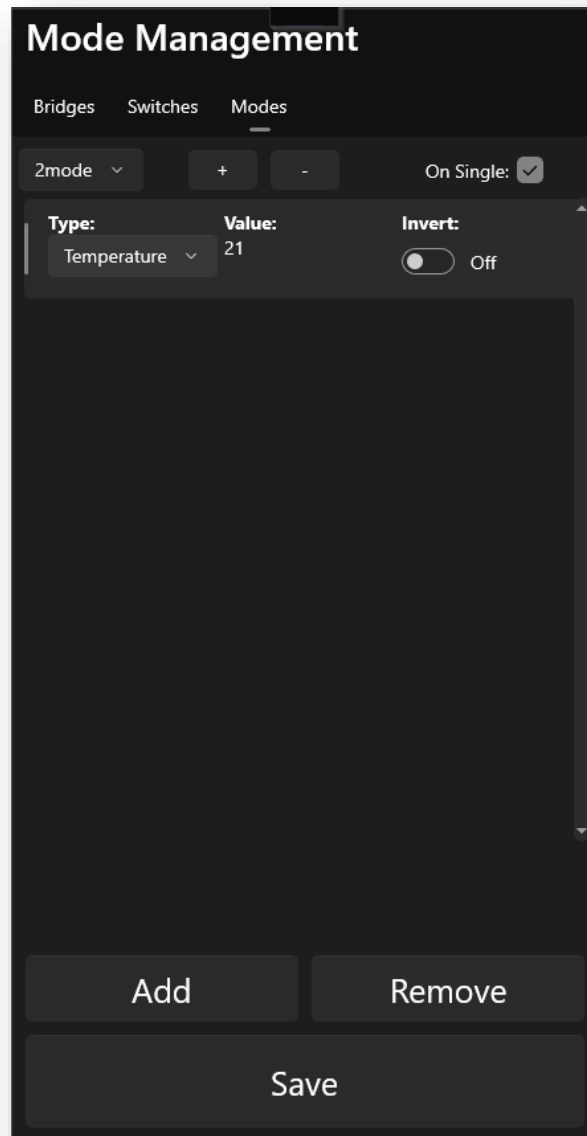 Mode Management
Bridges Switches Modes
2mode + - On Single:
Type: Value: Invert:
Temperature 21 Off
Add Remove
Save